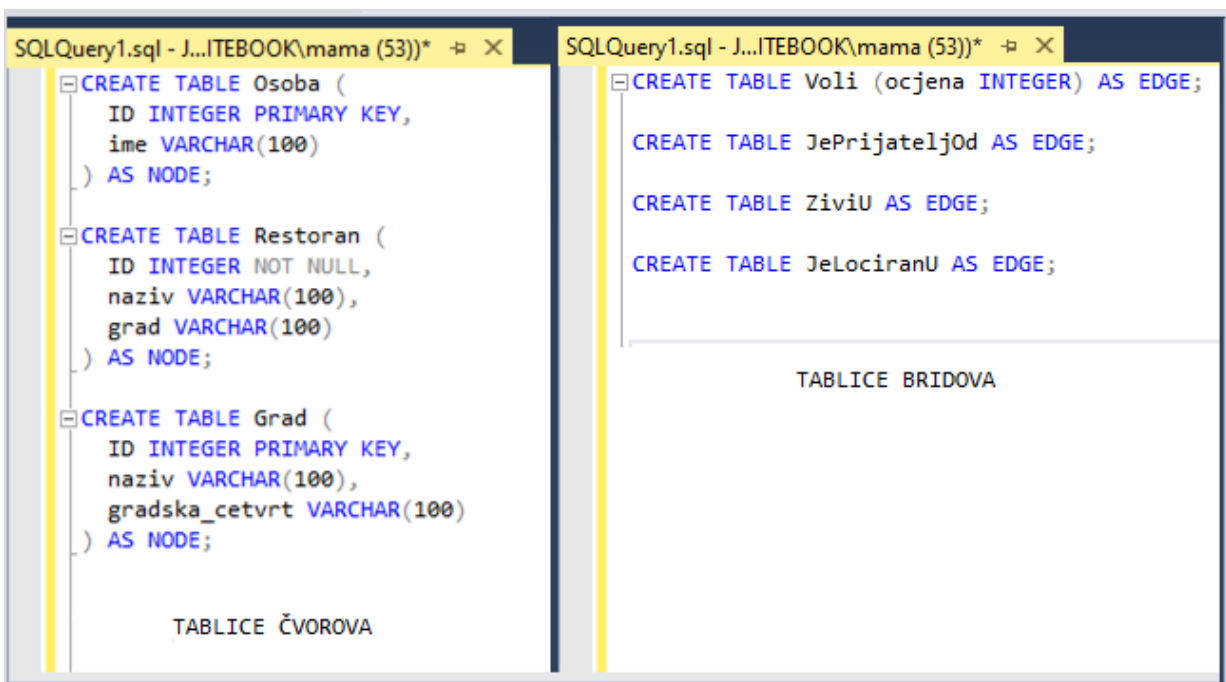 SQLQuery1.sql - J...ITEBOOK\mama (53))*
CREATE TABLE Osoba (
ID INTEGER PRIMARY KEY,
ime VARCHAR(100)
) AS NODE;
CREATE TABLE Restoran (
ID INTEGER NOT NULL,
naziv VARCHAR(100),
grad VARCHAR(100)
) AS NODE;
CREATE TABLE Grad (
ID INTEGER PRIMARY KEY,
naziv VARCHAR(100),
gradska_cetvrt VARCHAR(100)
) AS NODE;
TABLICE ČVOROVA
SQLQuery1.sql - J...ITEBOOK\mama (53))*
CREATE TABLE Voli (ocjena INTEGER) AS EDGE;
CREATE TABLE JePrijateljOd AS EDGE;
CREATE TABLE ZiviU AS EDGE;
CREATE TABLE JeLociranU AS EDGE;
TABLICE BRIDOVA